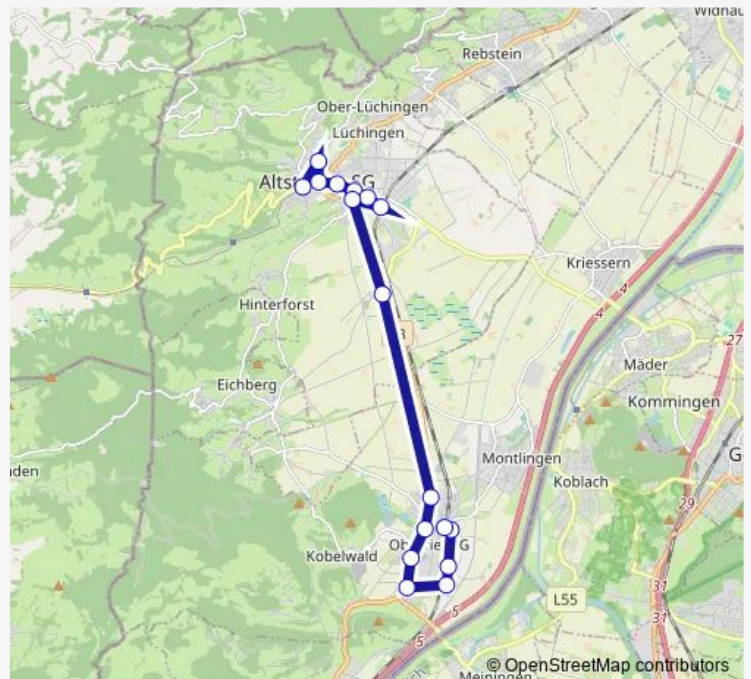 Widnau
Rebstein
Ober-Lüchingen
Lüchingen
SG
Kriessern
4
4
Hinterforst
27
Mäder
Eichberg
Kommingen
Montlingen
Koblach
29
Kobelwald
L55
31
31
5
5
Meiningen
© OpenStreetMap contributors